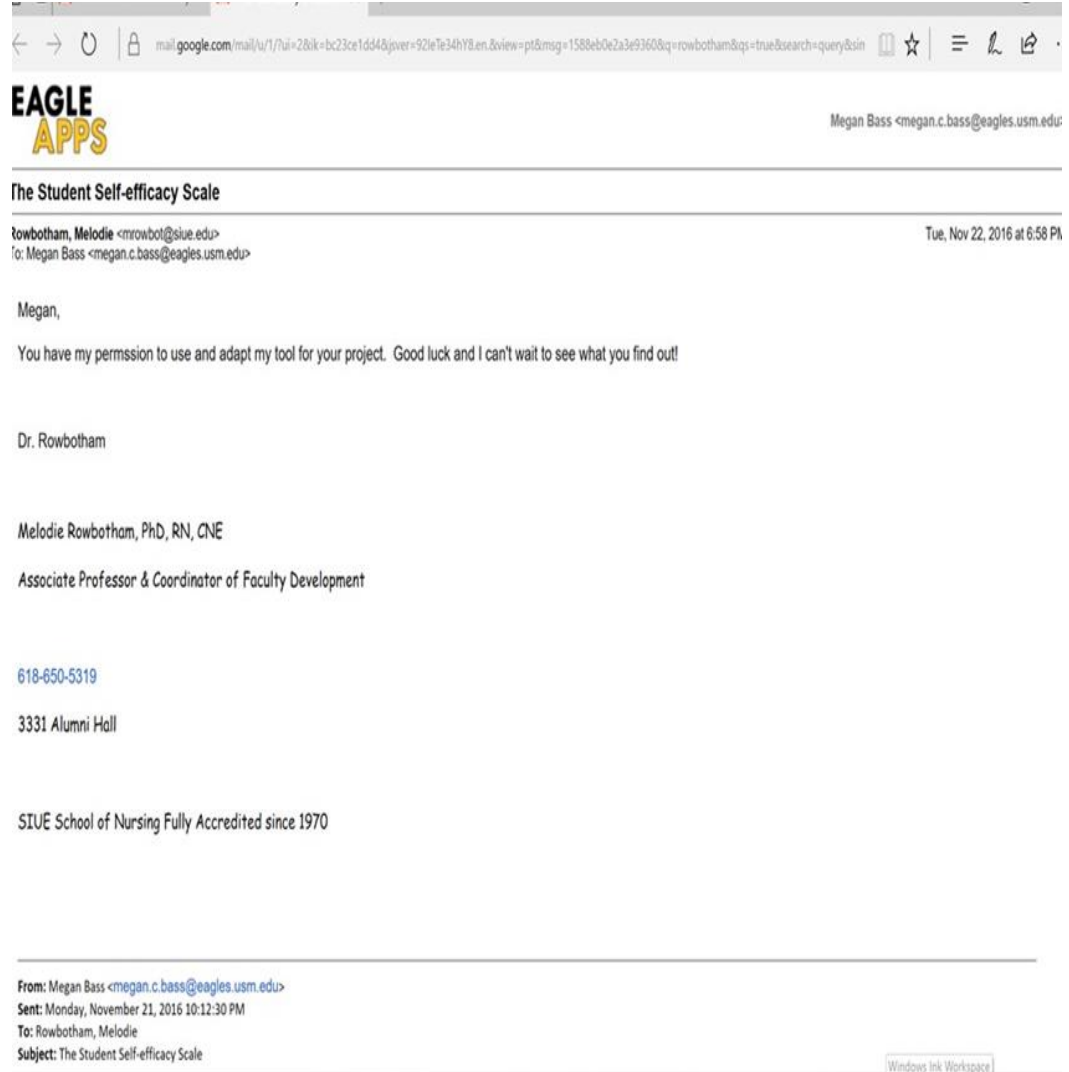 mail.google.com/mail/u/1/?ui=2&ik=bc23ce1dd4&jsver=92IeTe34hY8.en.&view=pt&msg=1588eb0e2a3e9360&q=rowbotham&qs=true&search=query&sin
EAGLE
APPS
Megan Bass <megan.c.bass@eagles.usm.edu>
The Student Self-efficacy Scale
Rowbotham, Melodie <mrowbot@siue.edu>
Tue, Nov 22, 2016 at 6:58 PM
To: Megan Bass <megan.c.bass@eagles.usm.edu>
Megan,
You have my permssion to use and adapt my tool for your project. Good luck and I can't wait to see what you find out!
Dr. Rowbotham
Melodie Rowbotham, PhD, RN, CNE
Associate Professor & Coordinator of Faculty Development
618-650-5319
3331 Alumni Hall
SIUE School of Nursing Fully Accredited since 1970
From: Megan Bass <megan.c.bass@eagles.usm.edu>
Sent: Monday, November 21, 2016 10:12:30 PM
To: Rowbotham, Melodie
Subject: The Student Self-efficacy Scale
Windows Ink Workspace